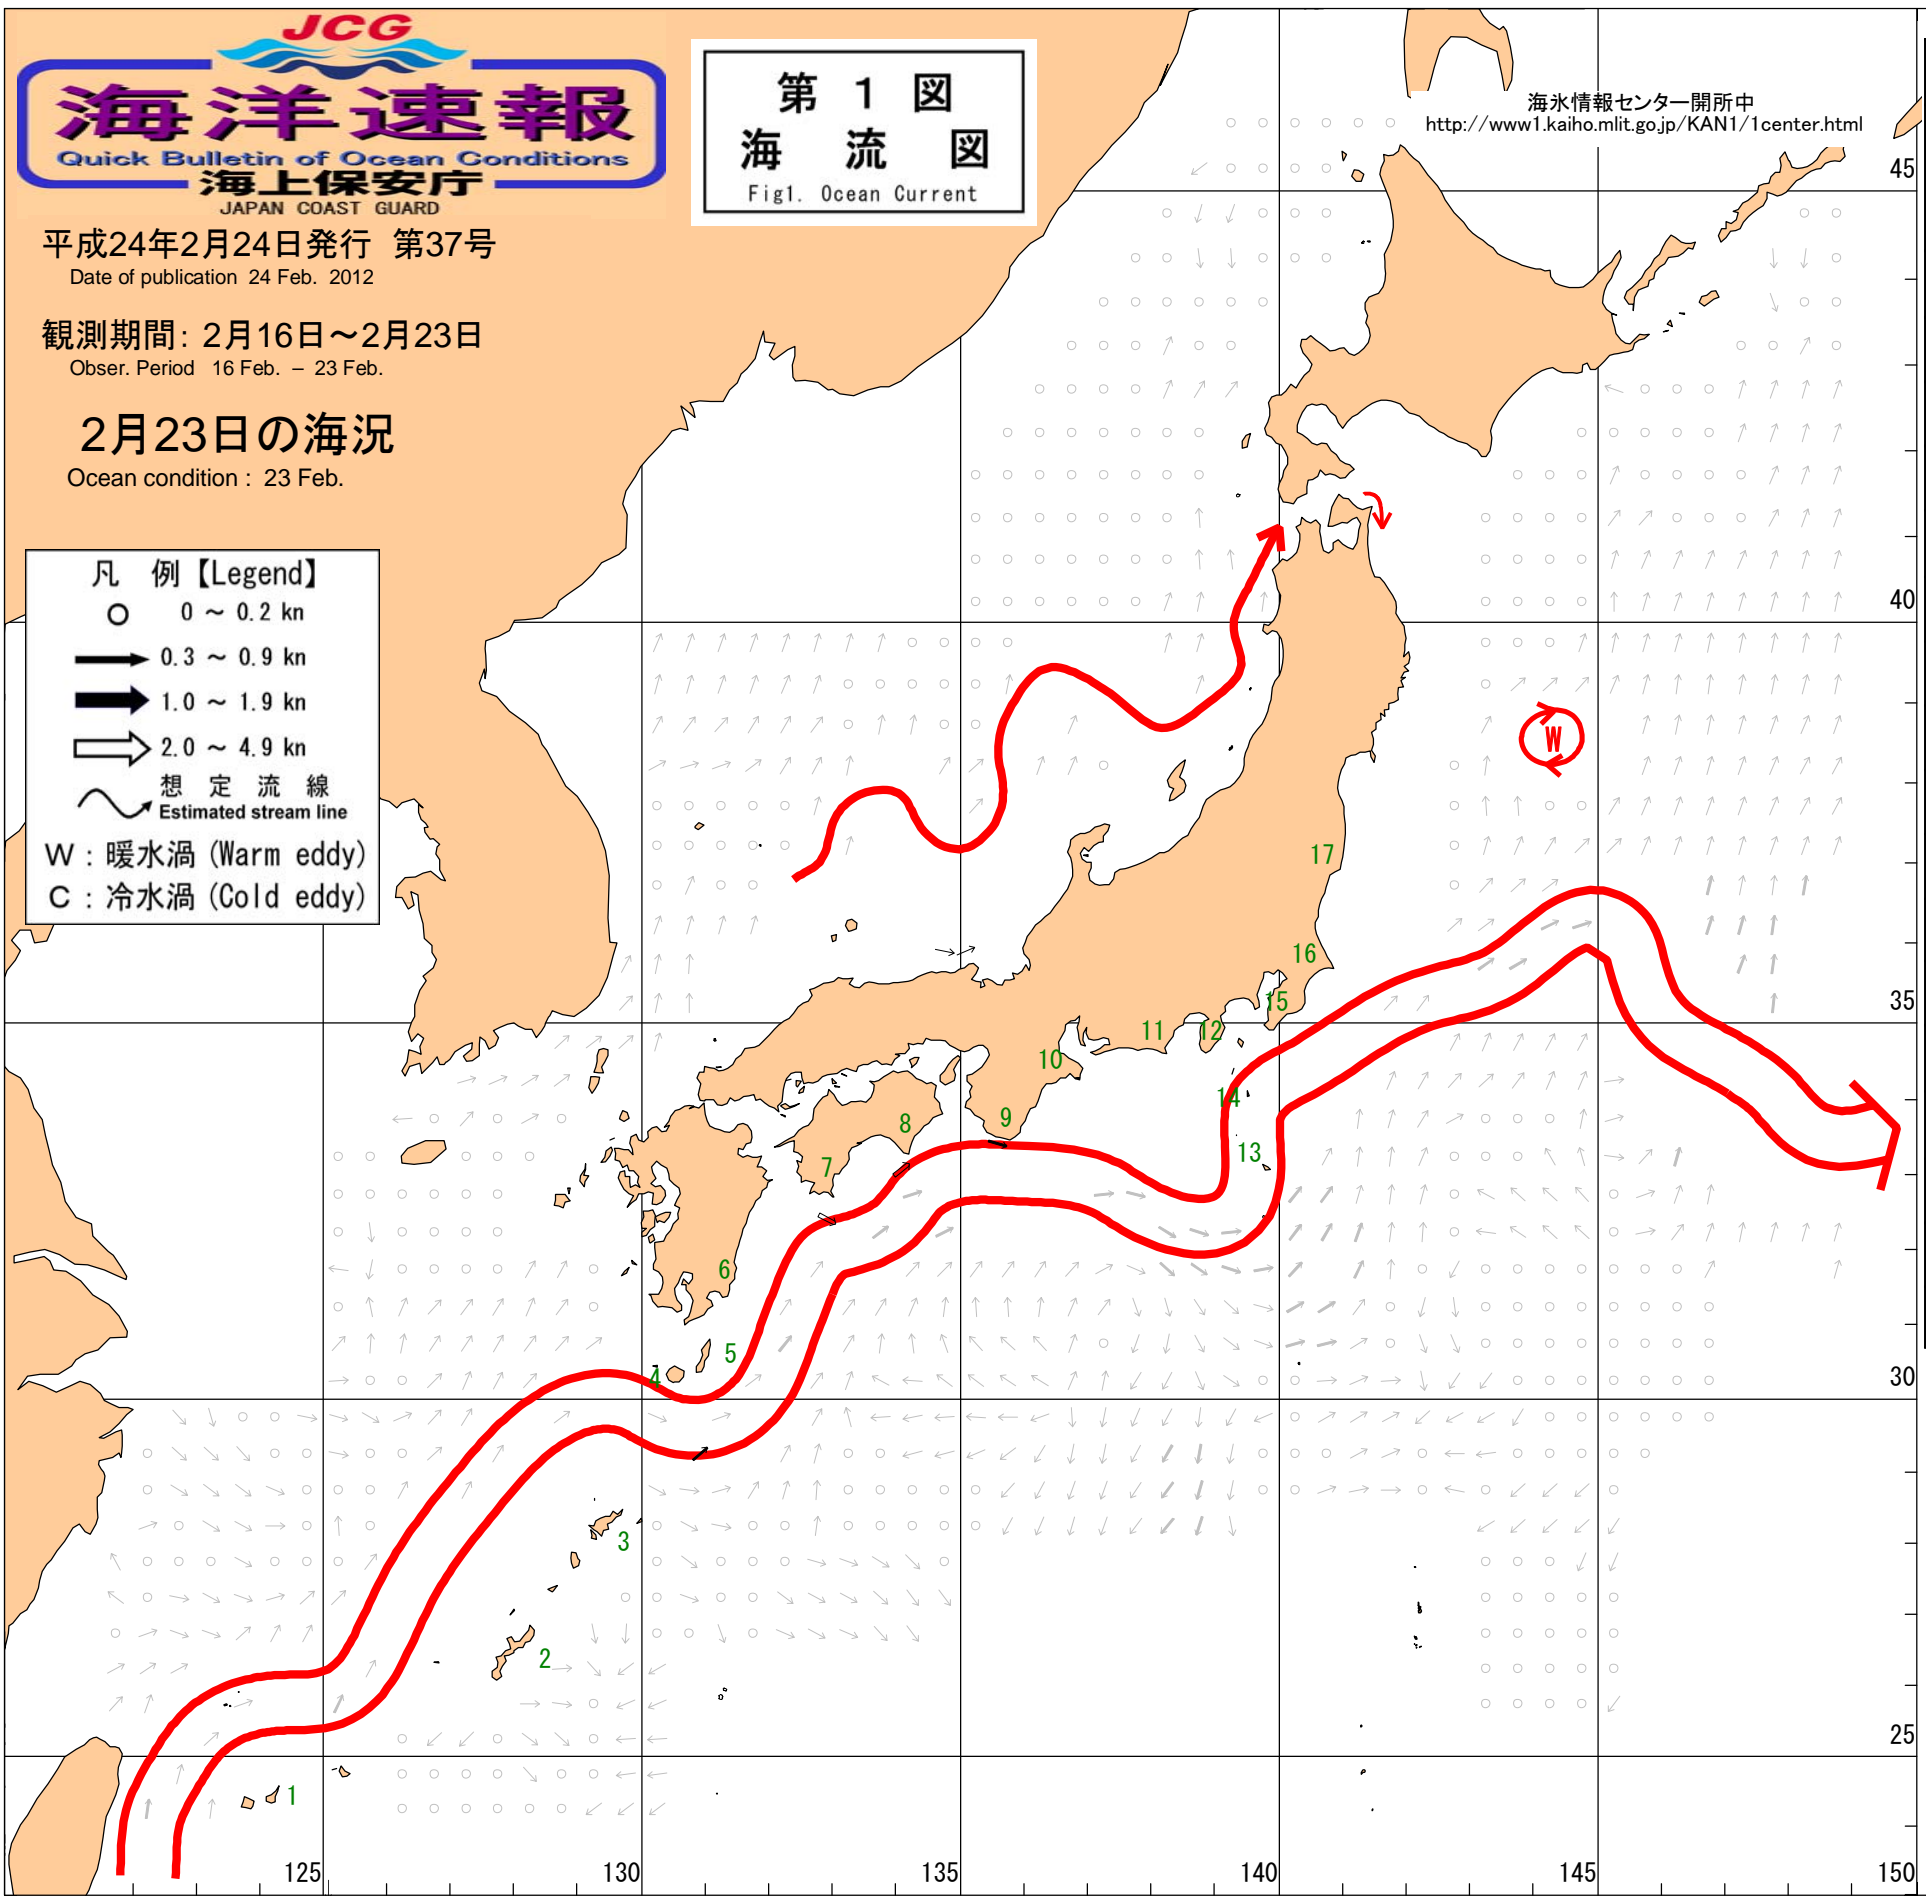 JCG
海洋速報
Quick Bulletin of Ocean Conditions
海上保安庁
JAPAN COAST GUARD
平成24年2月24日発行 第37号
Date of publication 24 Feb. 2012
観測期間: 2月16日～2月23日
Obser. Period 16 Feb. – 23 Feb.
2月23日の海況
Ocean condition : 23 Feb.
第 1 図
海 流 図
Fig1. Ocean Current
海氷情報センター開所中
http://www1.kaiho.mlit.go.jp/KAN1/1center.html
凡 例【Legend】
0 ～ 0.2 kn
0.3 ～ 0.9 kn
1.0 ～ 1.9 kn
2.0 ～ 4.9 kn
想 定 流 線
Estimated stream line
W : 暖水渦 (Warm eddy)
C : 冷水渦 (Cold eddy)
45
40
W
17
35
16
15
11
12
10
14
9
8
13
7
6
5
4
30
3
2
25
1
125
130
135
140
145
150